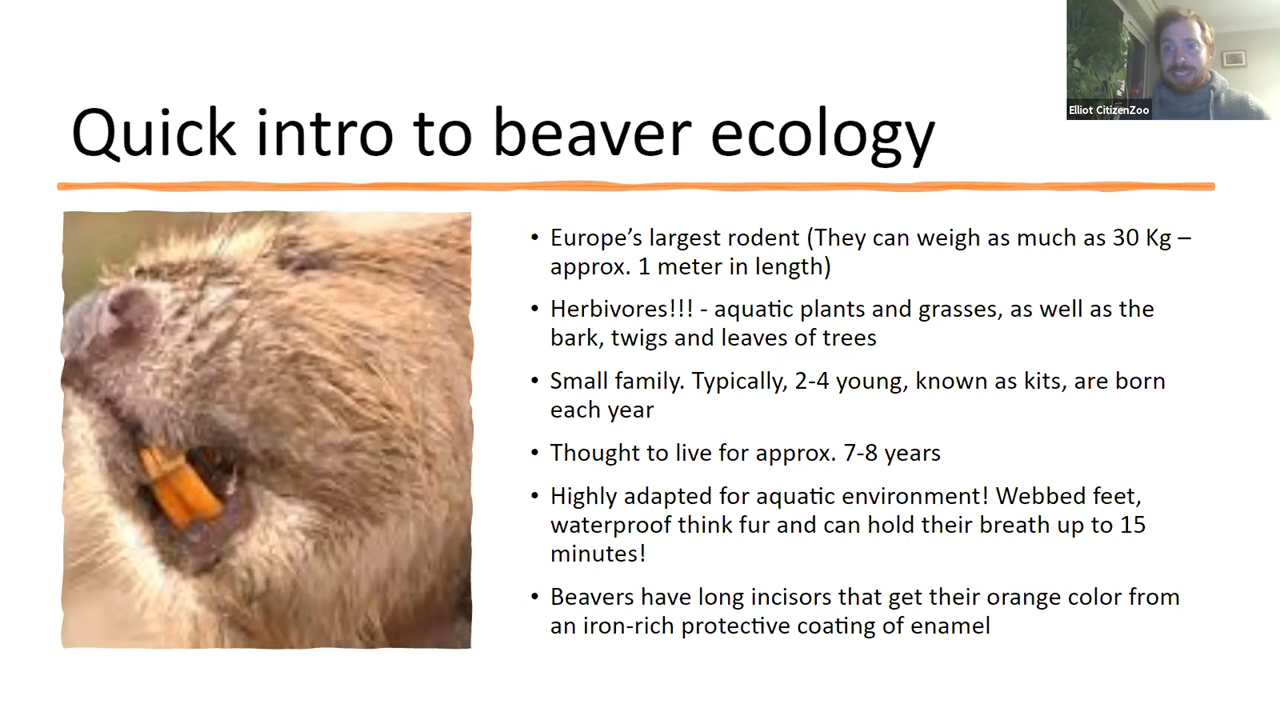 Elliot CitizenZoo
Quick intro to beaver ecology
• Europe’s largest rodent (They can weigh as much as 30 Kg –
approx. 1 meter in length)
• Herbivores!!! - aquatic plants and grasses, as well as the
bark, twigs and leaves of trees
• Small family. Typically, 2-4 young, known as kits, are born
each year
• Thought to live for approx. 7-8 years
• Highly adapted for aquatic environment! Webbed feet,
waterproof think fur and can hold their breath up to 15
minutes!
• Beavers have long incisors that get their orange color from
an iron-rich protective coating of enamel